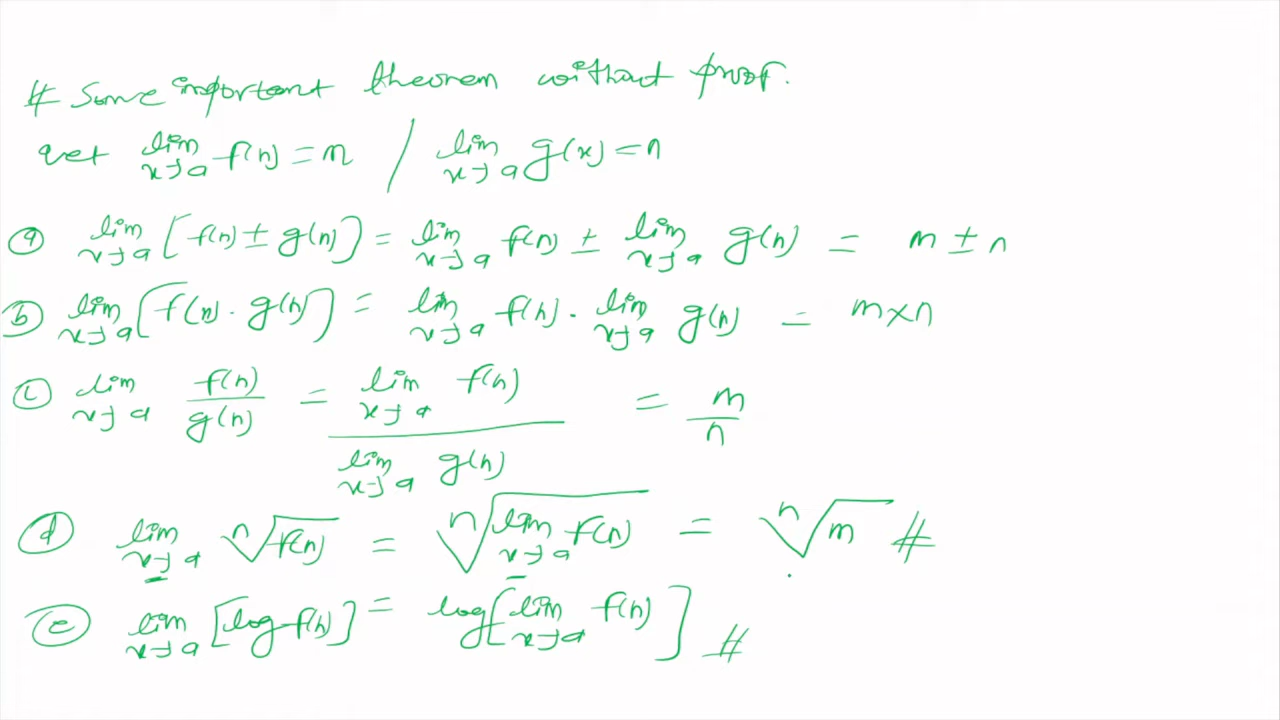 # Some important theorem without proof.
Let lim x→a f(x) = m / lim x→a g(x) = n
(a) lim x→a [f(x) ± g(x)] = lim x→a f(x) ± lim x→a g(x) = m ± n
(b) lim x→a [f(x) . g(x)] = lim x→a f(x) . lim x→a g(x) = m×n
(c) lim x→a f(x)/g(x) = lim x→a f(x) / lim x→a g(x) = m/n
(d) lim x→a ⁿ√f(x) = ⁿ√(lim x→a f(x)) = ⁿ√m #
(e) lim x→a [log f(x)] = log[lim x→a f(x)] #